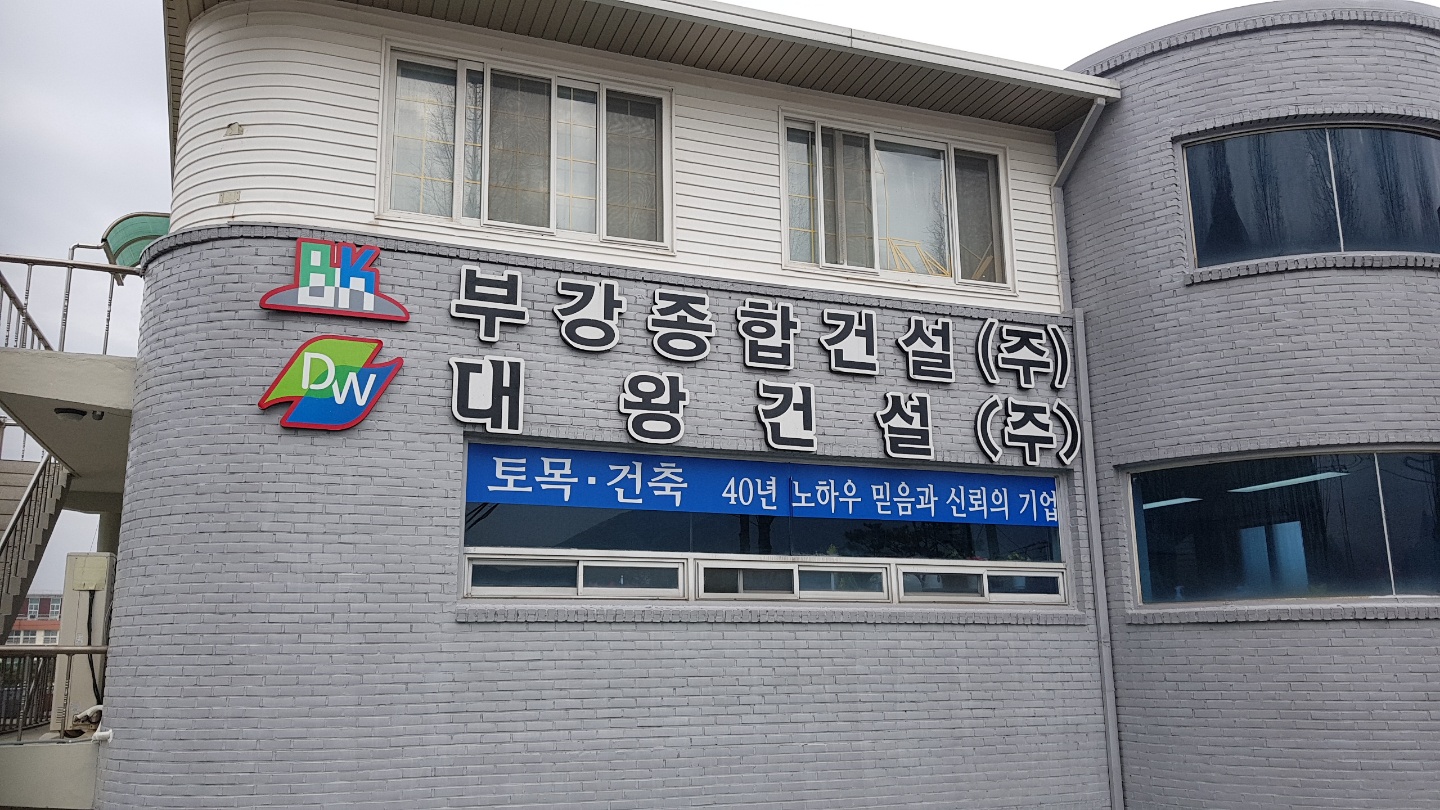 BK 부강종합건설(주)
DW 대왕건설(주)
토목·건축 40년 노하우 믿음과 신뢰의 기업